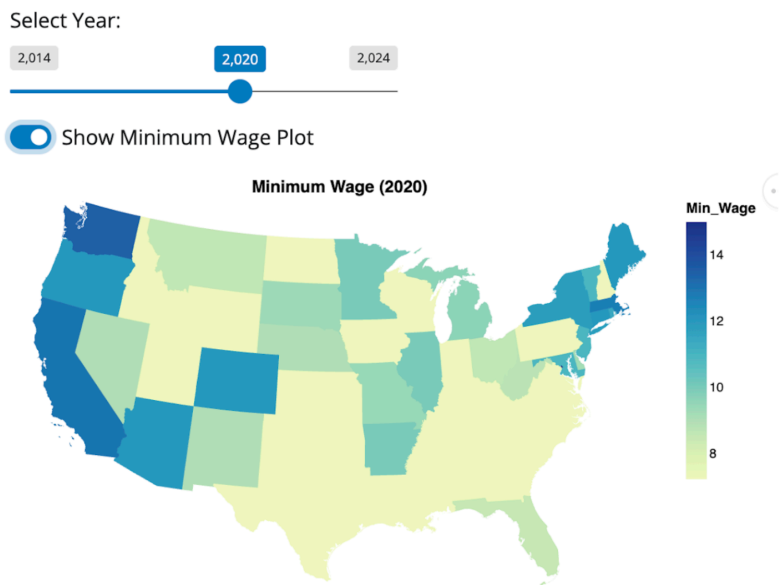 Select Year:
2,014 2,020 2,024
Show Minimum Wage Plot
Minimum Wage (2020)
Min_Wage
14
12
10
8